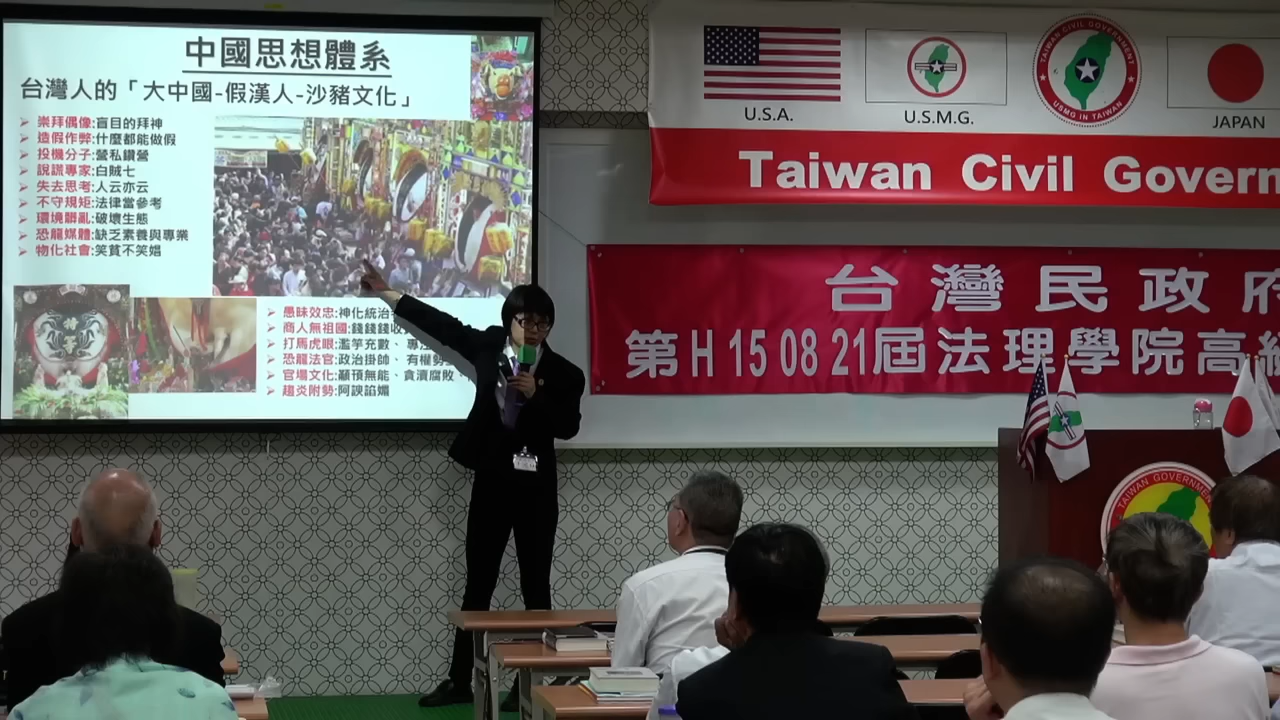 中國思想體系
台灣人的「大中國-假漢人-沙豬文化」
➢ 崇拜偶像:盲目的拜神
➢ 造假作弊:什麼都能做假
➢ 投機分子:營私鑽營
➢ 說謊專家:白賊七
➢ 失去思考:人云亦云
➢ 不守規矩:法律當參考
➢ 環境髒亂:破壞生態
➢ 恐龍媒體:缺乏素養與專業
➢ 物化社會:笑貧不笑娼
➢ 愚昧效忠:神化統治
➢ 商人無祖國:錢錢錢
➢ 打馬虎眼:濫竽充數、
➢ 恐龍法官:政治掛帥、有權
➢ 官場文化:顢頇無能、貪瀆腐敗、
➢ 趨炎附勢:阿諛諂媚
U.S.A.
U.S.M.G.
TAIWAN CIVIL GOVERNMENT
USMG IN TAIWAN
JAPAN
Taiwan Civil Govern
台灣民政府
第H 15 08 21屆法理學院高級
TAIWAN GOVERNMENT